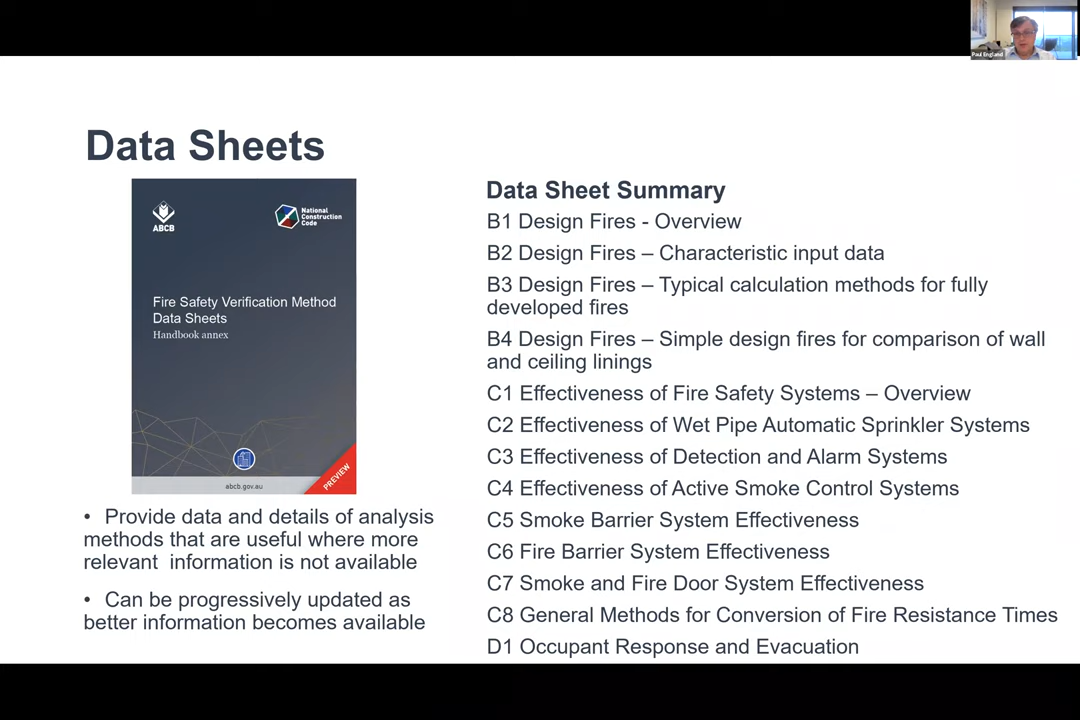 Paul England
Data Sheets
ABCB
National
Construction
Code
Fire Safety Verification Method
Data Sheets
Handbook annex
PREVIEW
abcb.gov.au
• Provide data and details of analysis
methods that are useful where more
relevant information is not available
• Can be progressively updated as
better information becomes available
Data Sheet Summary
B1 Design Fires - Overview
B2 Design Fires – Characteristic input data
B3 Design Fires – Typical calculation methods for fully
developed fires
B4 Design Fires – Simple design fires for comparison of wall
and ceiling linings
C1 Effectiveness of Fire Safety Systems – Overview
C2 Effectiveness of Wet Pipe Automatic Sprinkler Systems
C3 Effectiveness of Detection and Alarm Systems
C4 Effectiveness of Active Smoke Control Systems
C5 Smoke Barrier System Effectiveness
C6 Fire Barrier System Effectiveness
C7 Smoke and Fire Door System Effectiveness
C8 General Methods for Conversion of Fire Resistance Times
D1 Occupant Response and Evacuation